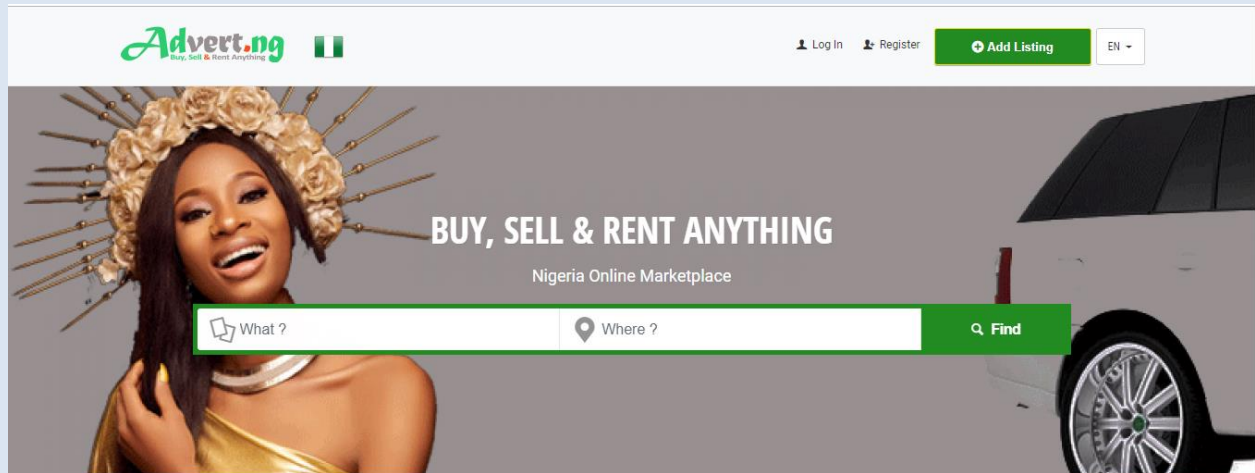 Advert.ng
Buy, Sell & Rent Anything
Log In
Register
Add Listing
EN
BUY, SELL & RENT ANYTHING
Nigeria Online Marketplace
What ?
Where ?
Find